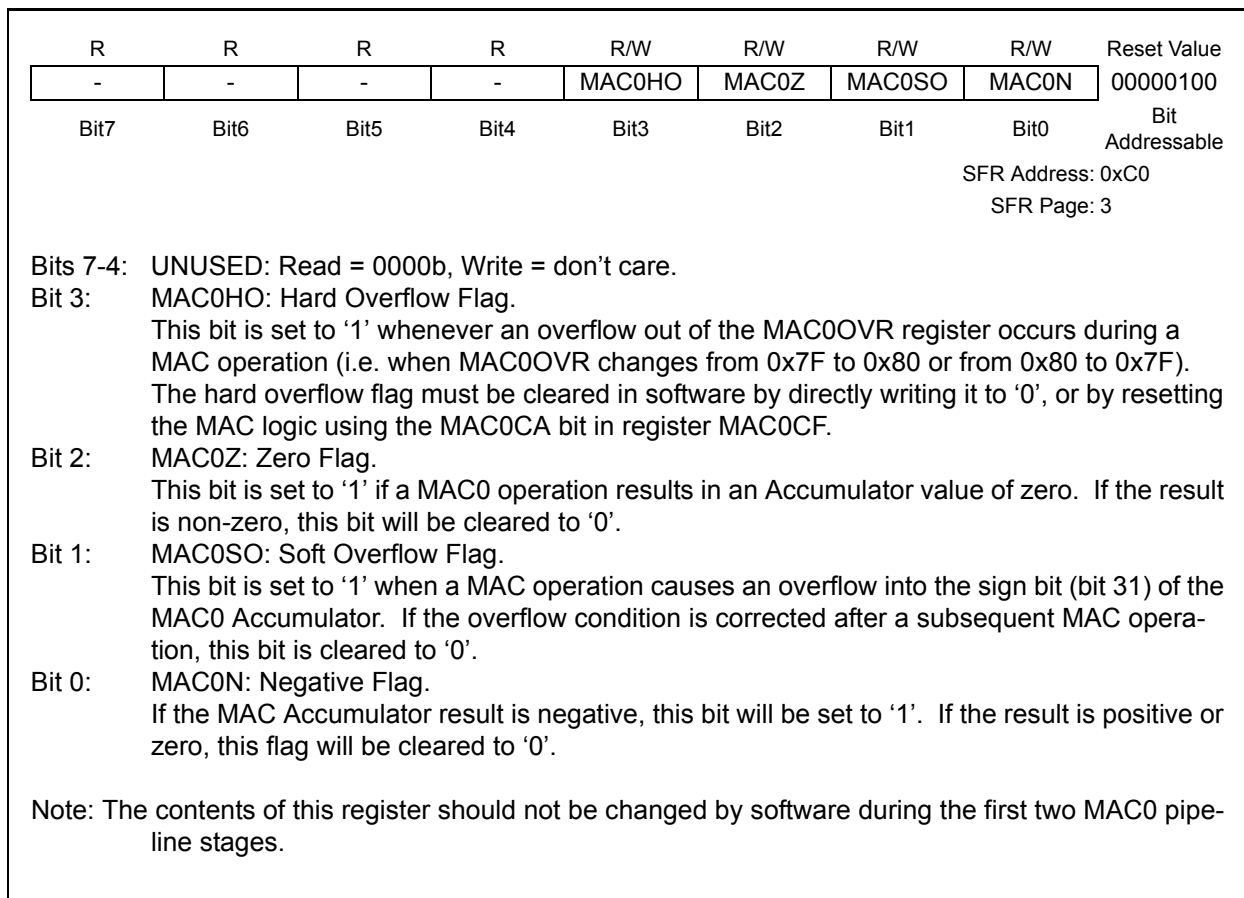 R R R R R/W R/W R/W R/W Reset Value
- - - - MAC0HO MAC0Z MAC0SO MAC0N 00000100
Bit7 Bit6 Bit5 Bit4 Bit3 Bit2 Bit1 Bit0 Bit Addressable
SFR Address: 0xC0
SFR Page: 3
Bits 7-4: UNUSED: Read = 0000b, Write = don’t care.
Bit 3: MAC0HO: Hard Overflow Flag.
This bit is set to ‘1’ whenever an overflow out of the MAC0OVR register occurs during a
MAC operation (i.e. when MAC0OVR changes from 0x7F to 0x80 or from 0x80 to 0x7F).
The hard overflow flag must be cleared in software by directly writing it to ‘0’, or by resetting
the MAC logic using the MAC0CA bit in register MAC0CF.
Bit 2: MAC0Z: Zero Flag.
This bit is set to ‘1’ if a MAC0 operation results in an Accumulator value of zero. If the result
is non-zero, this bit will be cleared to ‘0’.
Bit 1: MAC0SO: Soft Overflow Flag.
This bit is set to ‘1’ when a MAC operation causes an overflow into the sign bit (bit 31) of the
MAC0 Accumulator. If the overflow condition is corrected after a subsequent MAC opera-
tion, this bit is cleared to ‘0’.
Bit 0: MAC0N: Negative Flag.
If the MAC Accumulator result is negative, this bit will be set to ‘1’. If the result is positive or
zero, this flag will be cleared to ‘0’.
Note: The contents of this register should not be changed by software during the first two MAC0 pipe-
line stages.